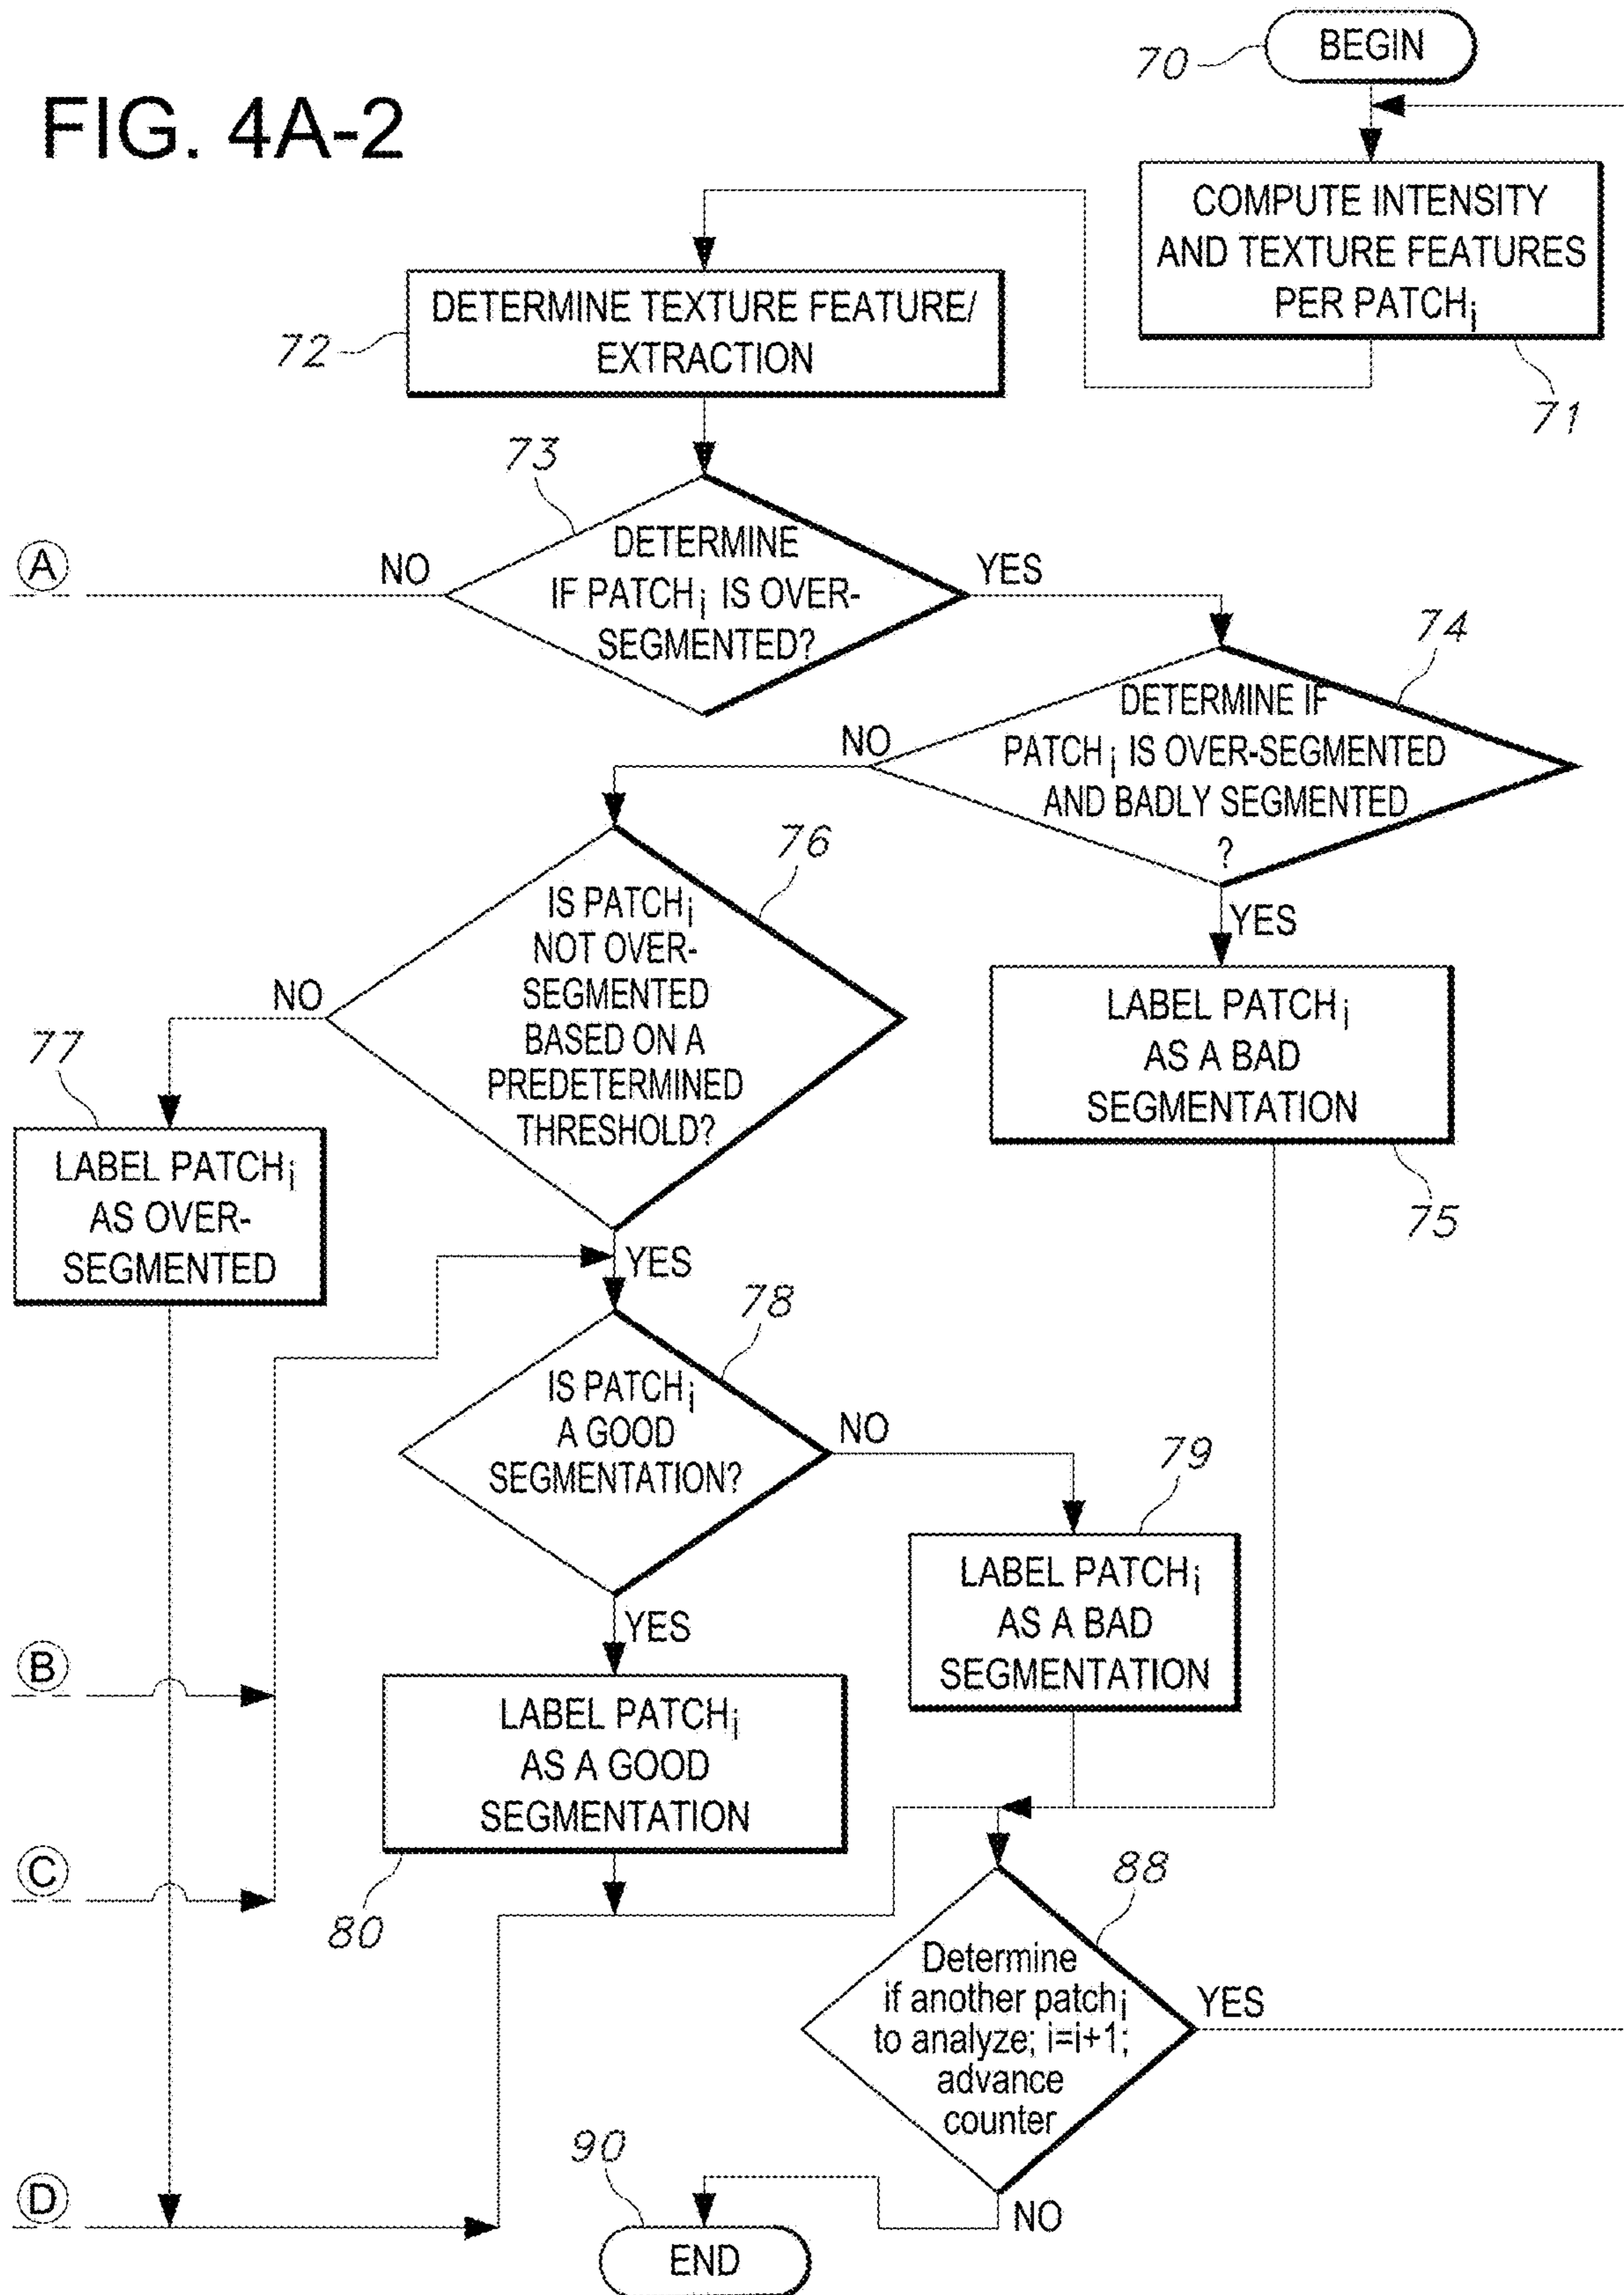 FIG. 4A-2
70
BEGIN
COMPUTE INTENSITY
AND TEXTURE FEATURES
PER PATCHi
71
DETERMINE TEXTURE FEATURE/
EXTRACTION
72
73
DETERMINE
IF PATCHi IS OVER-
SEGMENTED?
NO
YES
A
74
DETERMINE IF
PATCHi IS OVER-SEGMENTED
AND BADLY SEGMENTED
?
NO
YES
76
IS PATCHi
NOT OVER-
SEGMENTED
BASED ON A
PREDETERMINED
THRESHOLD?
NO
YES
LABEL PATCHi
AS A BAD
SEGMENTATION
75
77
LABEL PATCHi
AS OVER-
SEGMENTED
78
IS PATCHi
A GOOD
SEGMENTATION?
NO
YES
79
LABEL PATCHi
AS A BAD
SEGMENTATION
B
LABEL PATCHi
AS A GOOD
SEGMENTATION
80
C
88
Determine
if another patchi
to analyze; i=i+1;
advance
counter
YES
NO
D
90
END